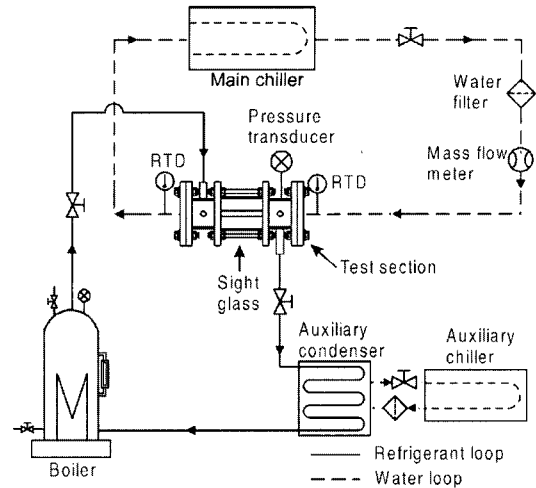 Main chiller
Water
filter
Pressure
transducer
Mass flow
meter
RTD
RTD
Test section
Sight
glass
Auxiliary
condenser
Auxiliary
chiller
Boiler
Refrigerant loop
Water loop